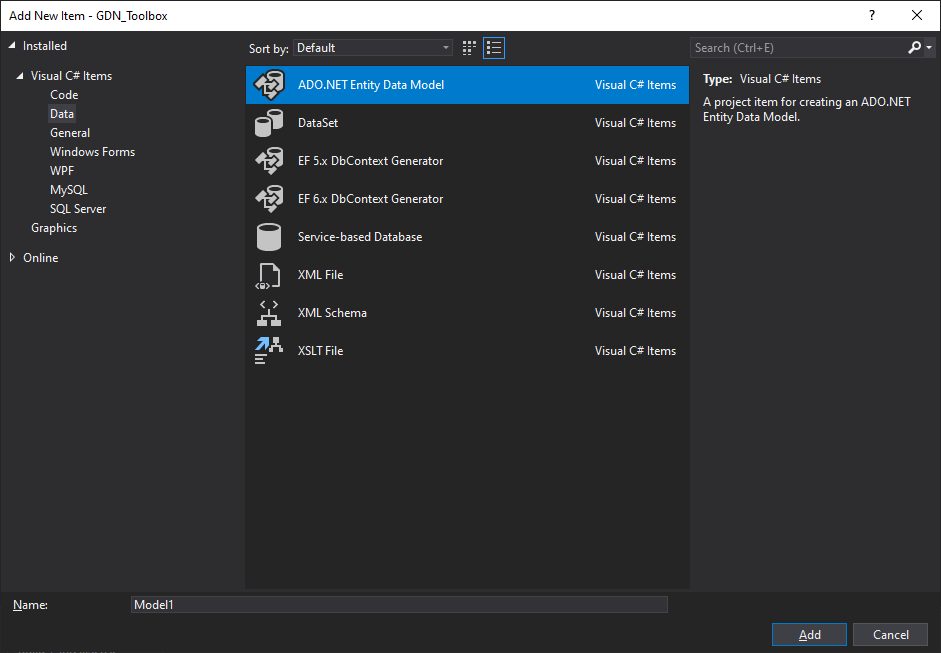 Add New Item - GDN_Toolbox
?
Installed
Sort by: Default
Search (Ctrl+E)
Visual C# Items
Code
Data
General
Windows Forms
WPF
MySQL
SQL Server
Graphics
Online
ADO.NET Entity Data Model Visual C# Items
DataSet Visual C# Items
EF 5.x DbContext Generator Visual C# Items
EF 6.x DbContext Generator Visual C# Items
Service-based Database Visual C# Items
XML File Visual C# Items
XML Schema Visual C# Items
XSLT File Visual C# Items
Type: Visual C# Items
A project item for creating an ADO.NET
Entity Data Model.
Name: Model1
Add Cancel